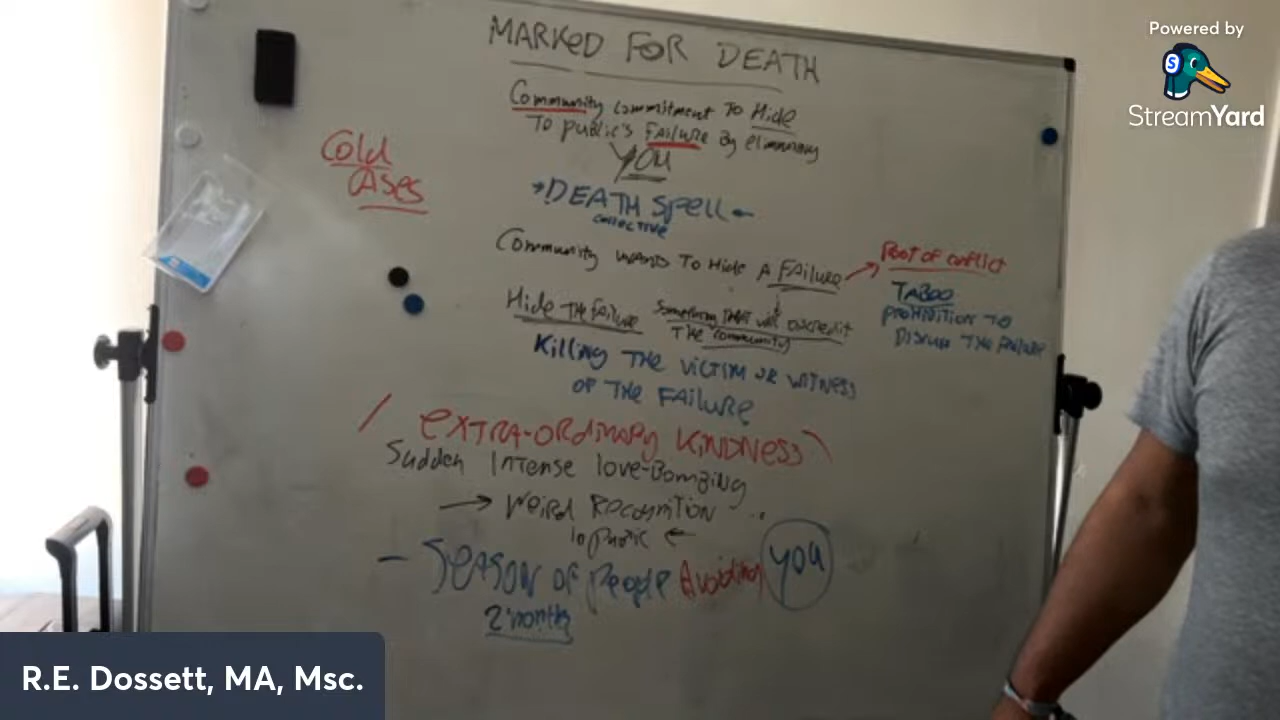 MARKED FOR DEATH
Community commitment TO Hide
TO public's FAILURE By eliminating
YOU
DEATH Spell
collective
Cold
CASES
Community WANTS TO Hide A FAILURE
Root of conflict
TABOO
PROHIBITION TO
Discuss THE FAILURE
Hide THE FAILURE
Something THAT will discredit
THE community
Killing THE VICTIM OR WITNESS
OF THE FAILURE
EXTRA-ORDINARY KINDNESS
Sudden Intense love-Bombing
Weird Recognition
in public
SEASON OF People Avoiding YOU
2 months
Powered by
StreamYard
R.E. Dossett, MA, Msc.